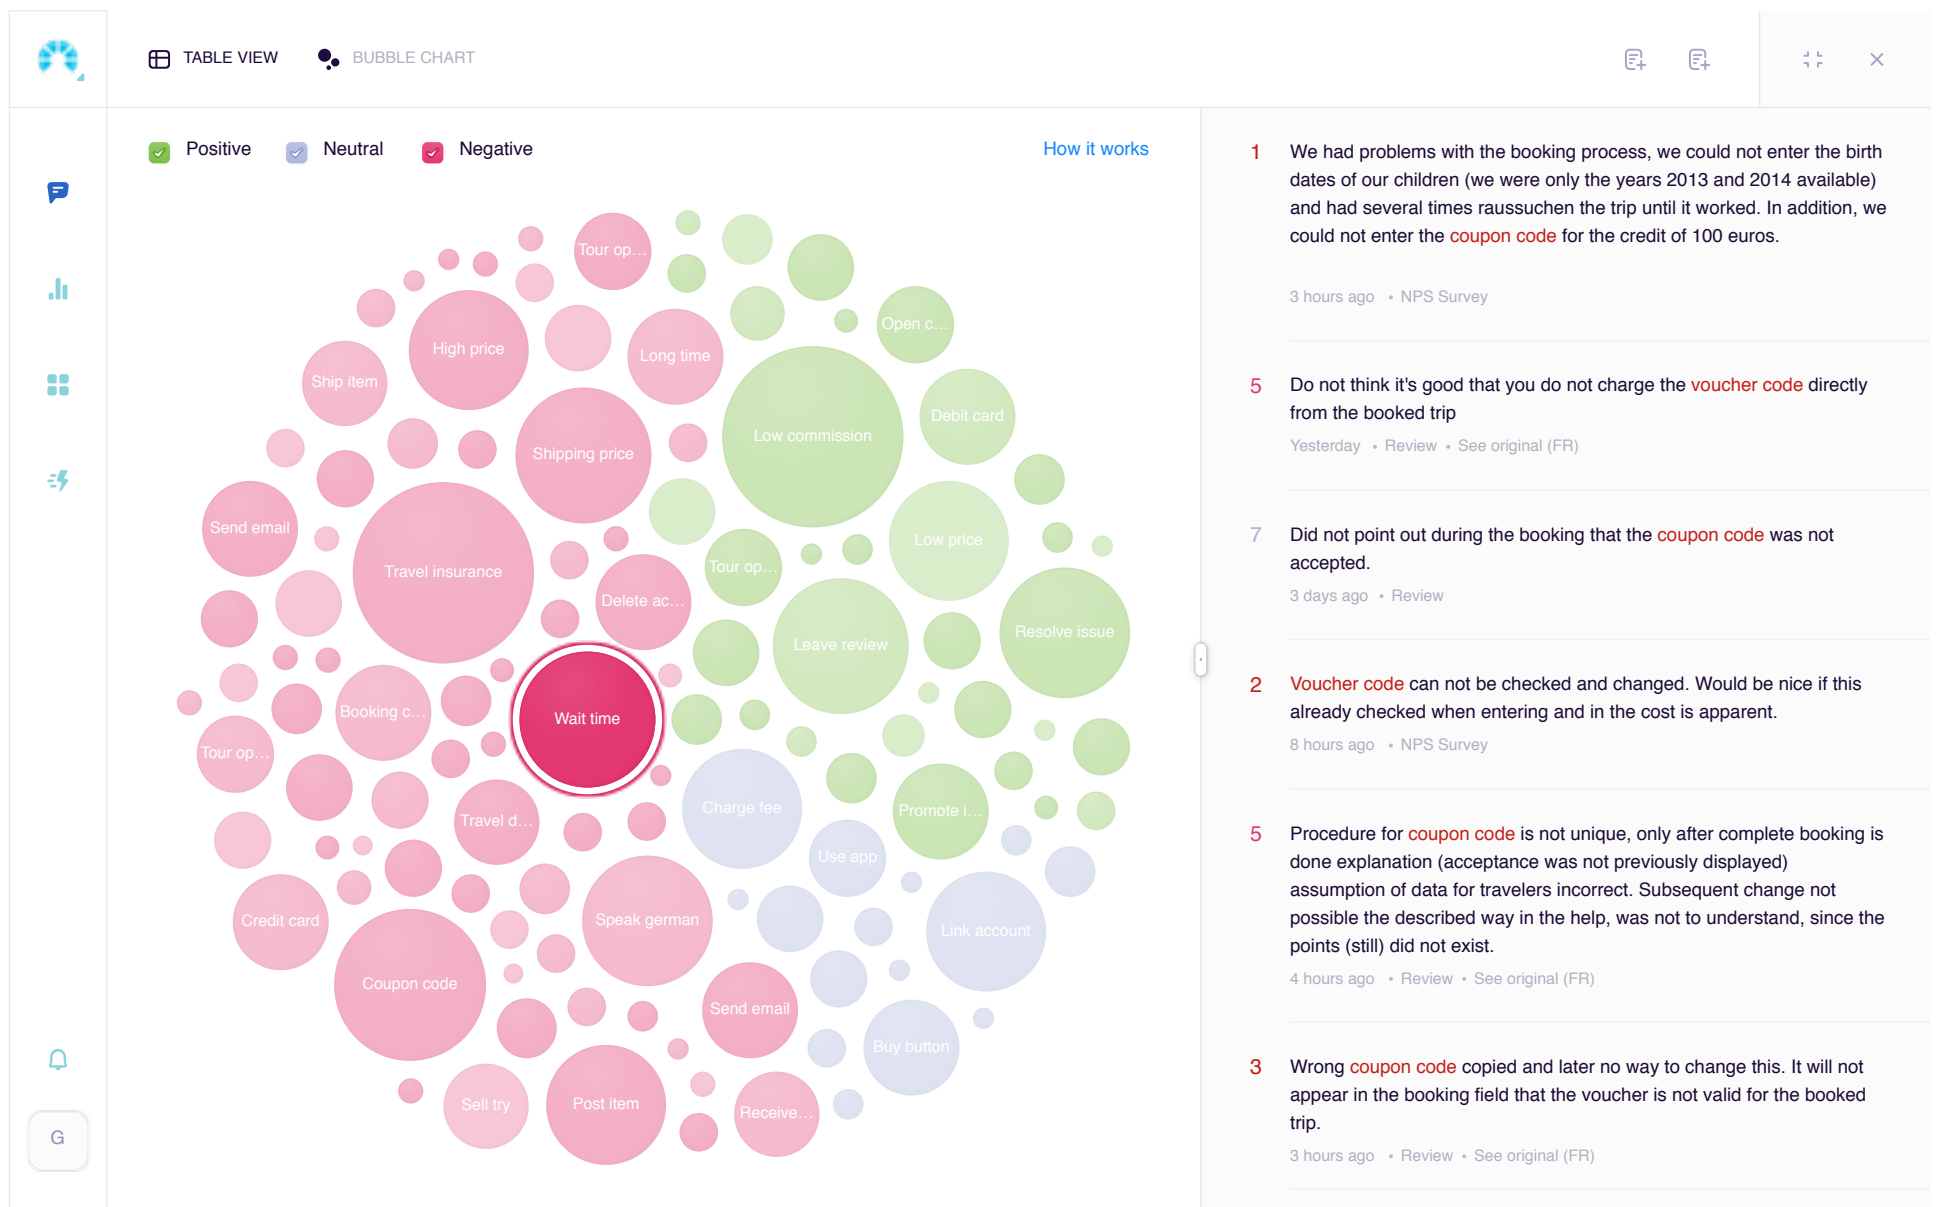 TABLE VIEW
BUBBLE CHART
Positive
Neutral
Negative
How it works
Tour op...
Open c...
High price
Long time
Ship item
Debit card
Low commission
Shipping price
Send email
Low price
Travel insurance
Tour op...
Delete ac...
Resolve issue
Leave review
Booking c...
Wait time
Tour op...
Charge fee
Promote i...
Travel d...
Use app
Credit card
Speak german
Link account
Coupon code
Send email
Buy button
Sell try
Post item
Receive...
G
1
We had problems with the booking process, we could not enter the birth
dates of our children (we were only the years 2013 and 2014 available)
and had several times raussuchen the trip until it worked. In addition, we
could not enter the coupon code for the credit of 100 euros.
3 hours ago • NPS Survey
5
Do not think it's good that you do not charge the voucher code directly
from the booked trip
Yesterday • Review • See original (FR)
7
Did not point out during the booking that the coupon code was not
accepted.
3 days ago • Review
2
Voucher code can not be checked and changed. Would be nice if this
already checked when entering and in the cost is apparent.
8 hours ago • NPS Survey
5
Procedure for coupon code is not unique, only after complete booking is
done explanation (acceptance was not previously displayed)
assumption of data for travelers incorrect. Subsequent change not
possible the described way in the help, was not to understand, since the
points (still) did not exist.
4 hours ago • Review • See original (FR)
3
Wrong coupon code copied and later no way to change this. It will not
appear in the booking field that the voucher is not valid for the booked
trip.
3 hours ago • Review • See original (FR)